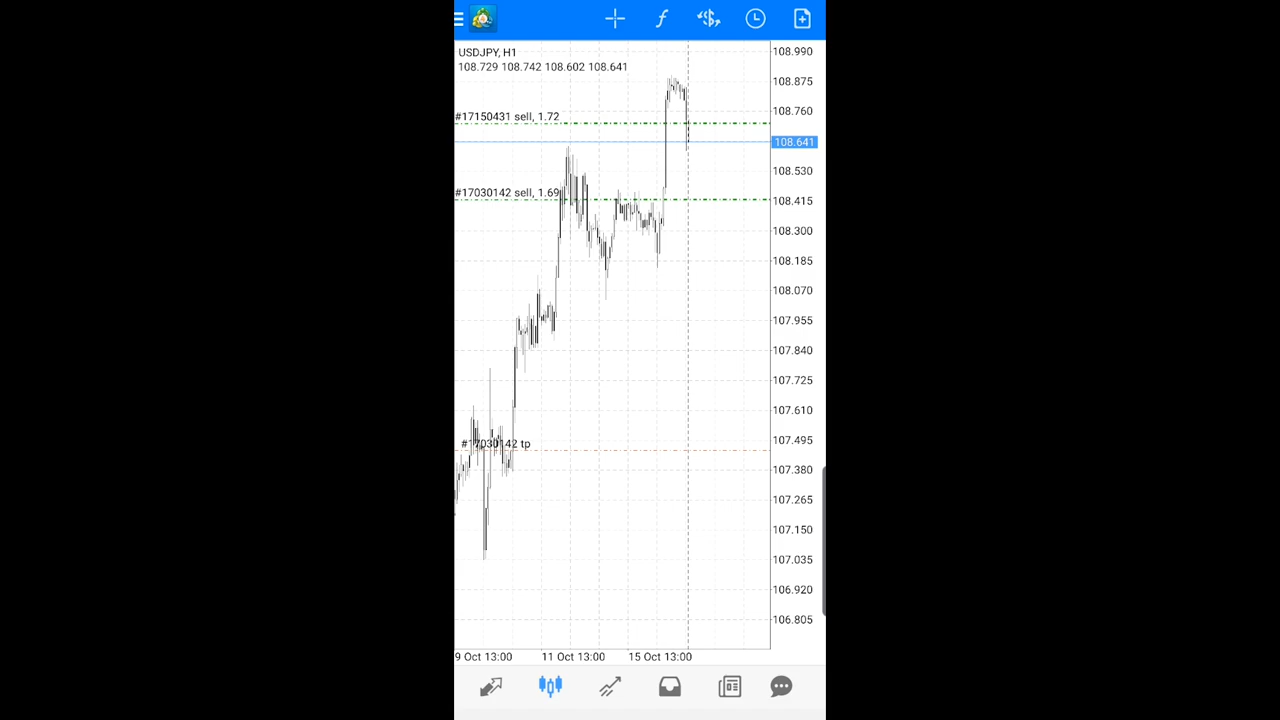 USDJPY, H1
108.729 108.742 108.602 108.641
#17150431 sell, 1.72
#17030142 sell, 1.69
#17030142 tp
108.990
108.875
108.760
108.641
108.530
108.415
108.300
108.185
108.070
107.955
107.840
107.725
107.610
107.495
107.380
107.265
107.150
107.035
106.920
106.805
9 Oct 13:00
11 Oct 13:00
15 Oct 13:00